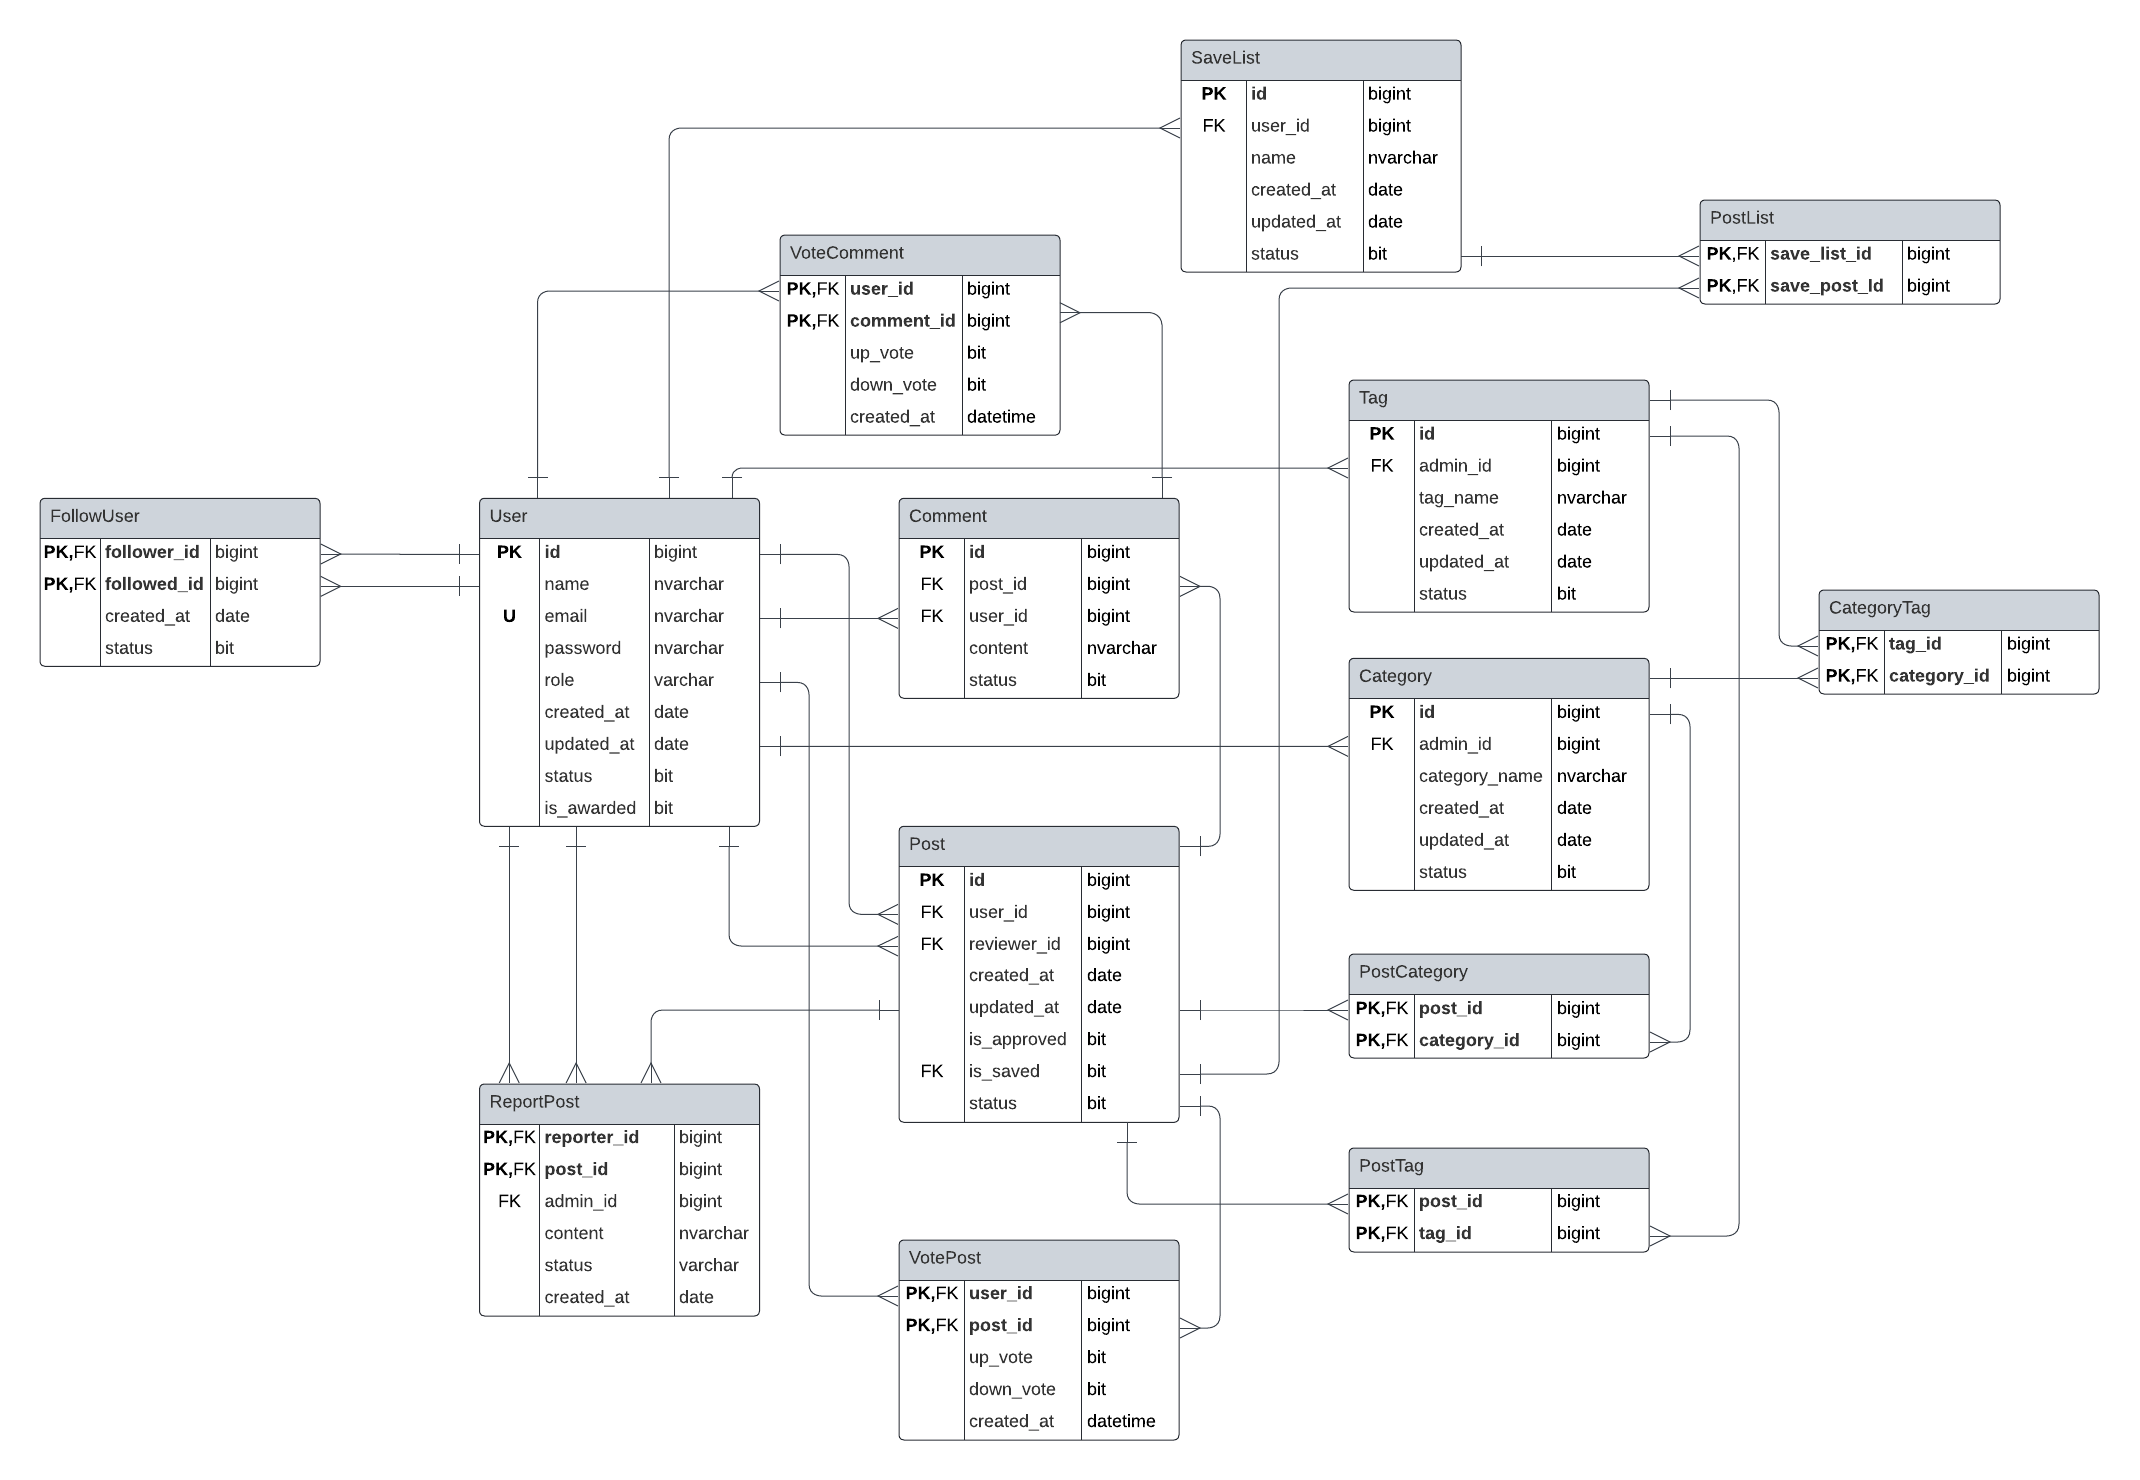 SaveList
PK id bigint
FK user_id bigint
name nvarchar
created_at date
updated_at date
status bit
PostList
PK,FK save_list_id bigint
PK,FK save_post_Id bigint
VoteComment
PK,FK user_id bigint
PK,FK comment_id bigint
up_vote bit
down_vote bit
created_at datetime
Tag
PK id bigint
FK admin_id bigint
tag_name nvarchar
created_at date
updated_at date
status bit
FollowUser
PK,FK follower_id bigint
PK,FK followed_id bigint
created_at date
status bit
User
PK id bigint
name nvarchar
U email nvarchar
password nvarchar
role varchar
created_at date
updated_at date
status bit
is_awarded bit
Comment
PK id bigint
FK post_id bigint
FK user_id bigint
content nvarchar
status bit
CategoryTag
PK,FK tag_id bigint
PK,FK category_id bigint
Category
PK id bigint
FK admin_id bigint
category_name nvarchar
created_at date
updated_at date
status bit
Post
PK id bigint
FK user_id bigint
FK reviewer_id bigint
created_at date
updated_at date
is_approved bit
FK is_saved bit
status bit
PostCategory
PK,FK post_id bigint
PK,FK category_id bigint
ReportPost
PK,FK reporter_id bigint
PK,FK post_id bigint
FK admin_id bigint
content nvarchar
status varchar
created_at date
PostTag
PK,FK post_id bigint
PK,FK tag_id bigint
VotePost
PK,FK user_id bigint
PK,FK post_id bigint
up_vote bit
down_vote bit
created_at datetime